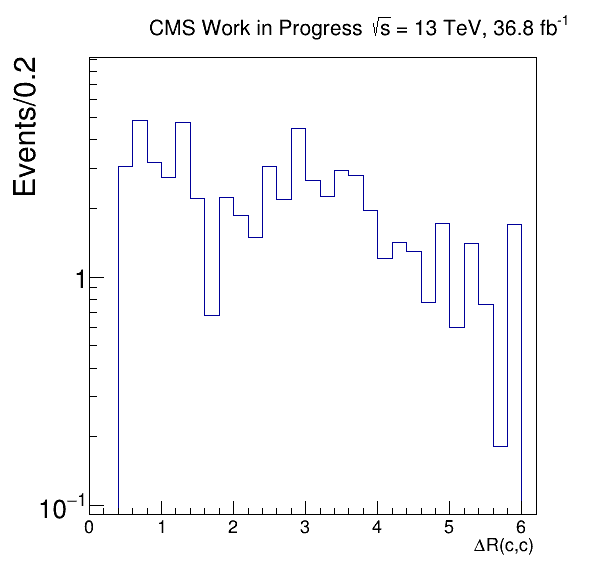 CMS Work in Progress √s = 13 TeV, 36.8 fb⁻¹
Events/0.2
1
10⁻¹
0 1 2 3 4 5 6
ΔR(c,c)